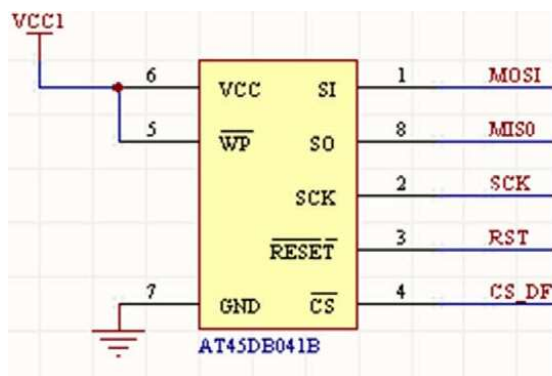 VCC1
6 VCC SI 1 MOSI
5 WP SO 8 MIS0
SCK 2 SCK
RESET 3 RST
7 GND CS 4 CS_DF
AT45DB041B